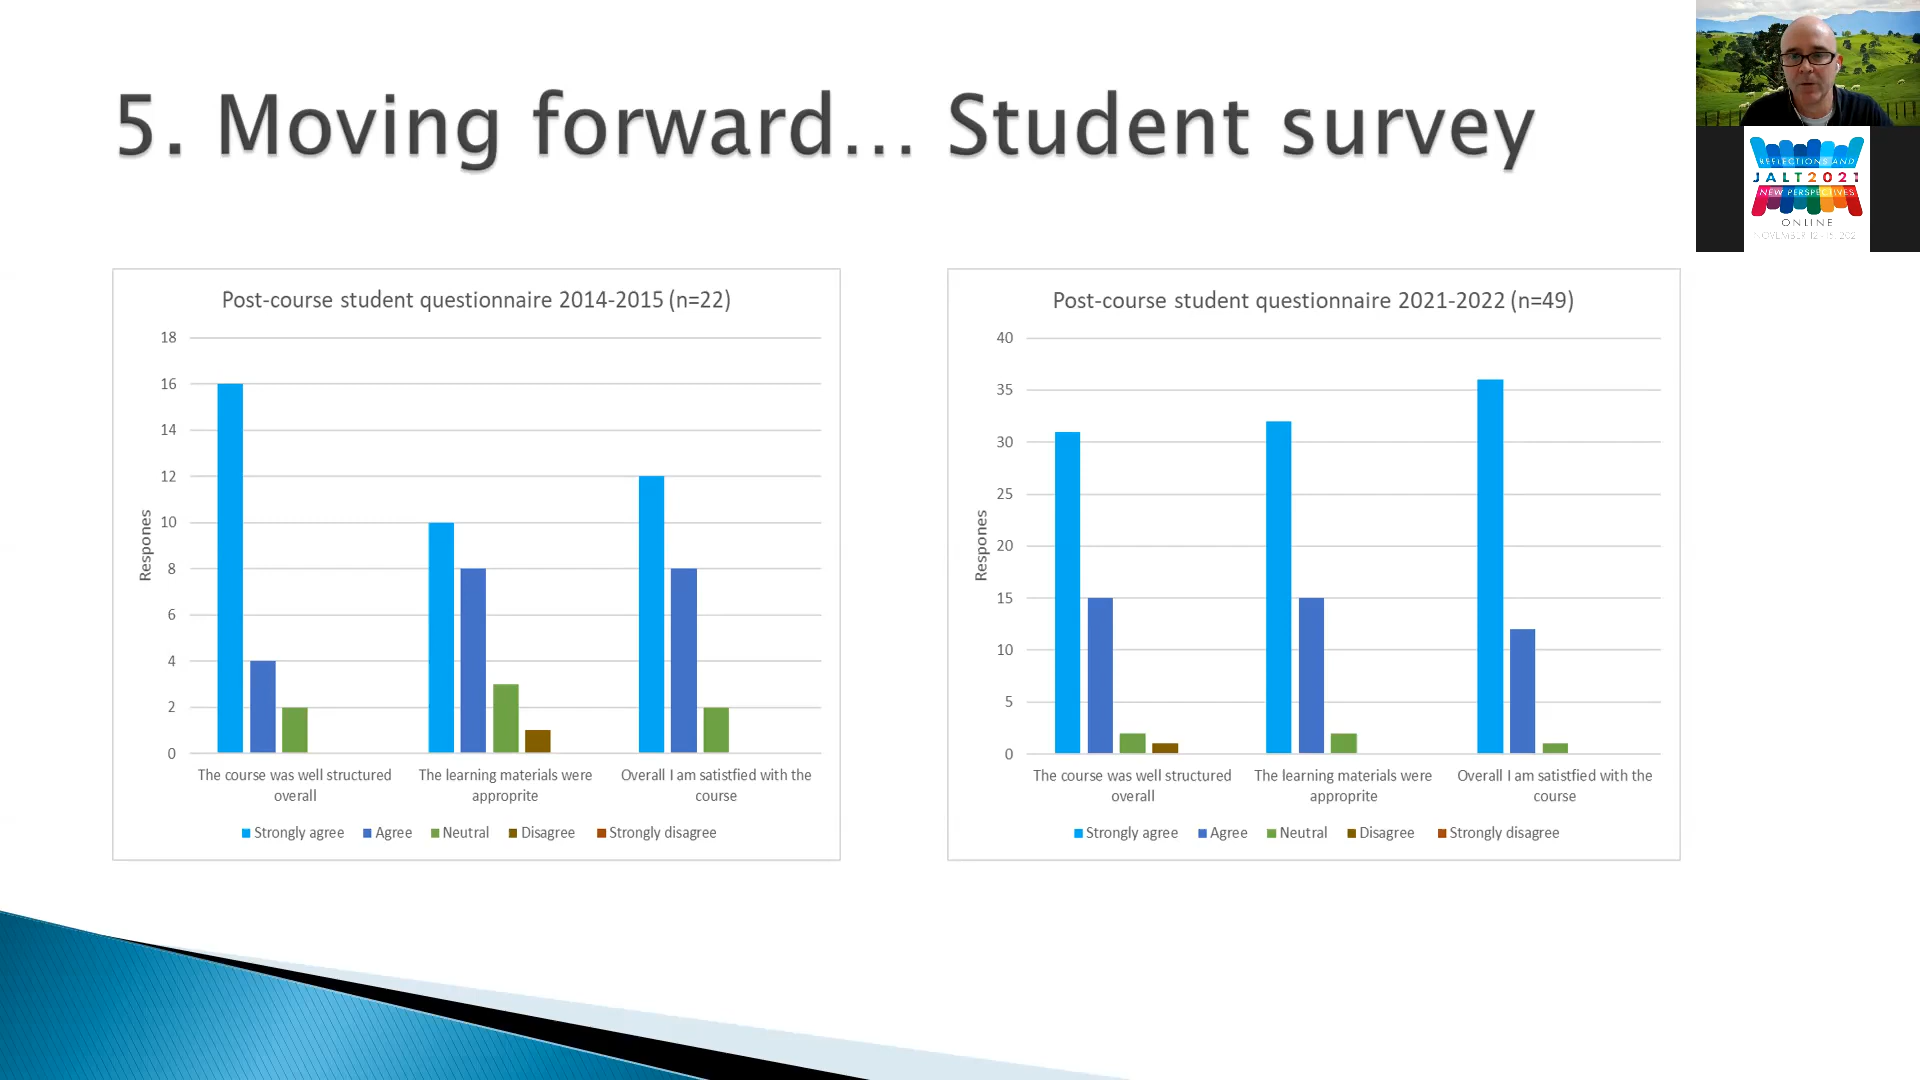 5. Moving forward… Student survey
REFLECTIONS AND
JALT2021
NEW PERSPECTIVES
ONLINE
Post-course student questionnaire 2014-2015 (n=22)
18
16
14
12
10
8
6
4
2
0
Respones
The course was well structured
overall
The learning materials were
approprite
Overall I am satistfied with the
course
Strongly agree Agree Neutral Disagree Strongly disagree
Post-course student questionnaire 2021-2022 (n=49)
40
35
30
25
20
15
10
5
0
Respones
The course was well structured
overall
The learning materials were
approprite
Overall I am satistfied with the
course
Strongly agree Agree Neutral Disagree Strongly disagree